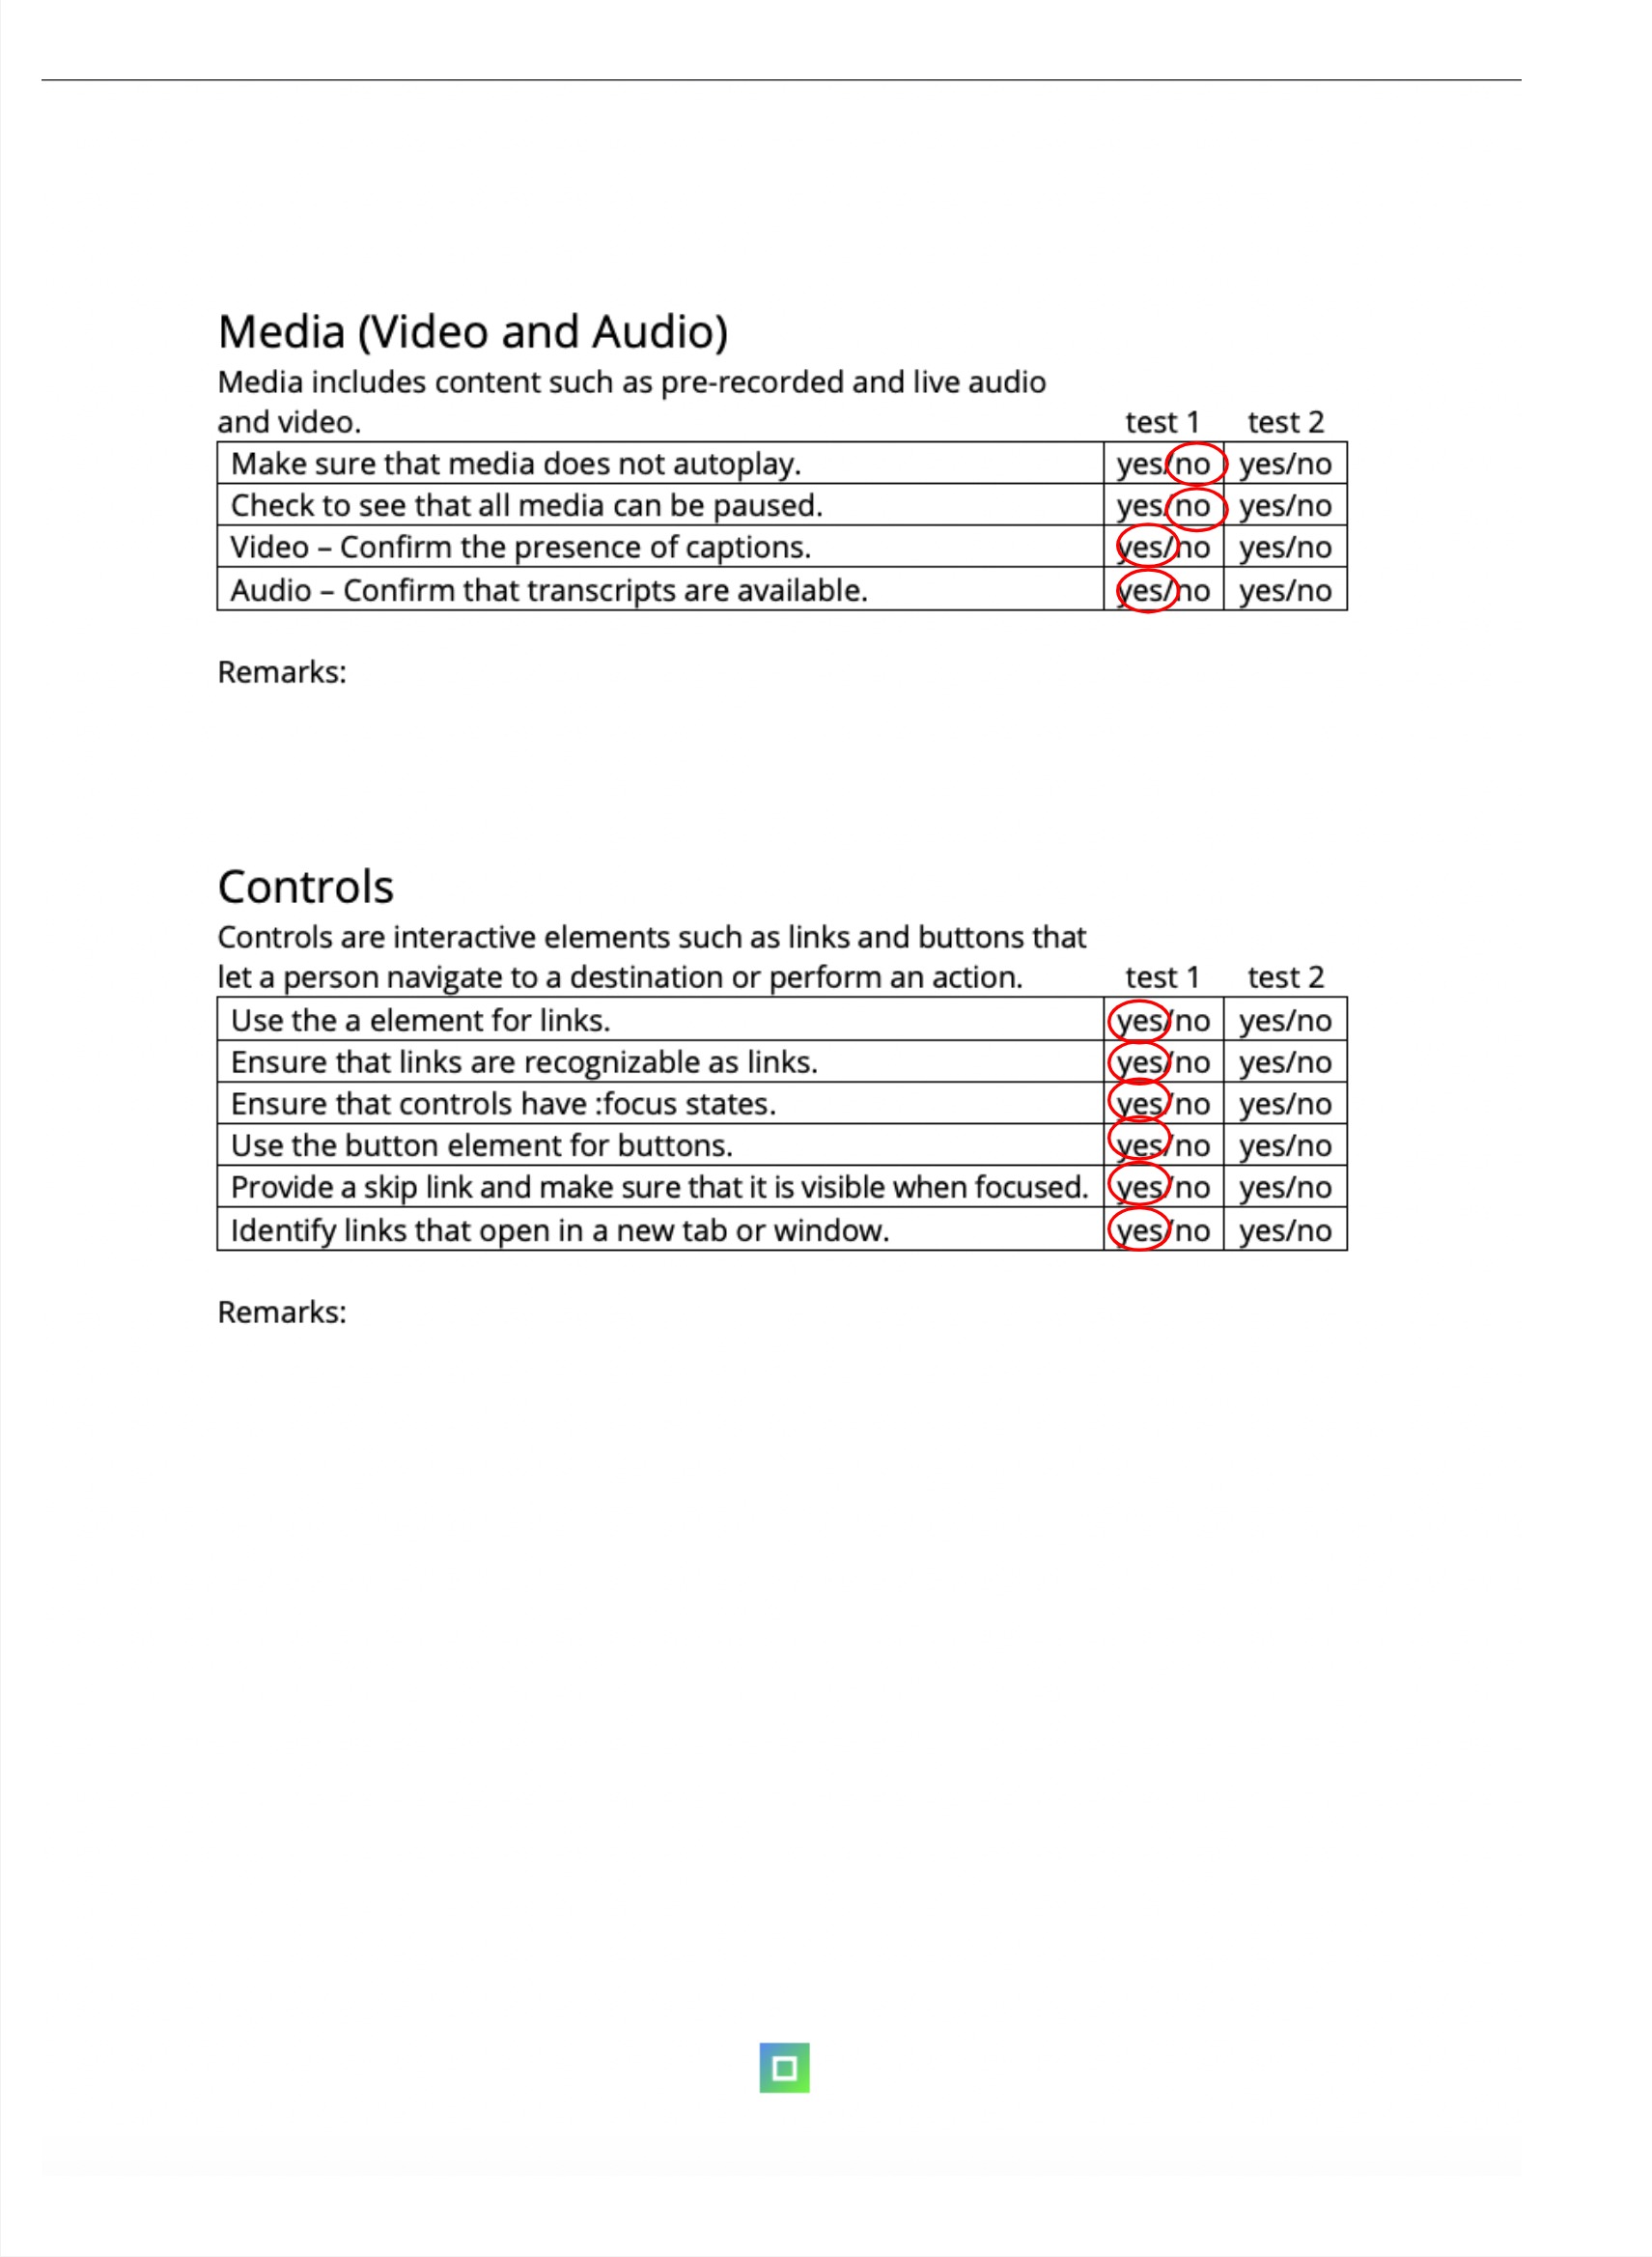 Media (Video and Audio)
Media includes content such as pre-recorded and live audio
and video. test 1 test 2
Make sure that media does not autoplay. yes/no yes/no
Check to see that all media can be paused. yes/no yes/no
Video – Confirm the presence of captions. yes/no yes/no
Audio – Confirm that transcripts are available. yes/no yes/no
Remarks:
Controls
Controls are interactive elements such as links and buttons that
let a person navigate to a destination or perform an action. test 1 test 2
Use the a element for links. yes/no yes/no
Ensure that links are recognizable as links. yes/no yes/no
Ensure that controls have :focus states. yes/no yes/no
Use the button element for buttons. yes/no yes/no
Provide a skip link and make sure that it is visible when focused. yes/no yes/no
Identify links that open in a new tab or window. yes/no yes/no
Remarks: